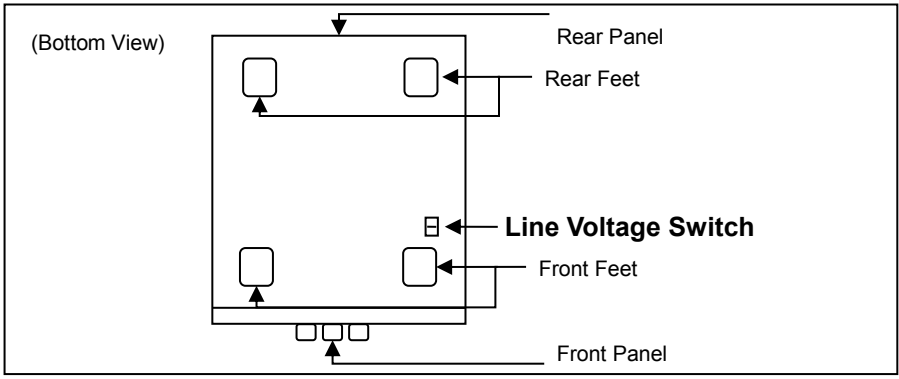 (Bottom View)
Rear Panel
Rear Feet
Line Voltage Switch
Front Feet
Front Panel